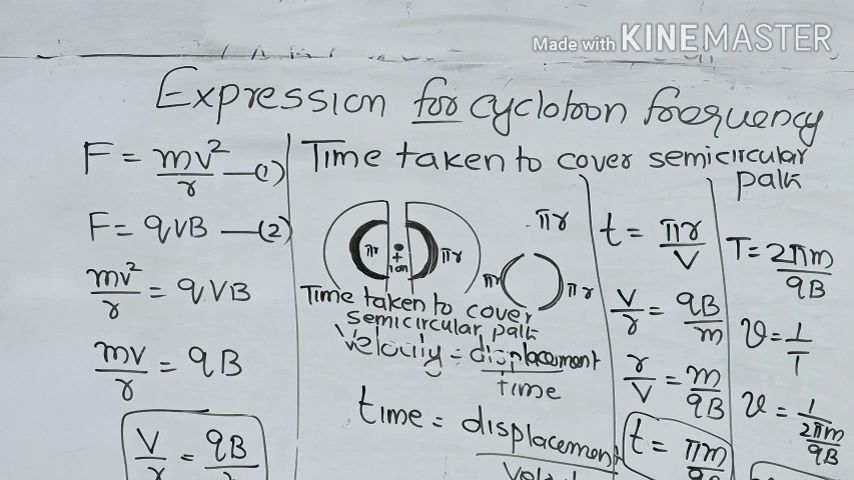 Made with KINEMASTER
Expression for cyclotron frequency
F = mv²/r —(1)
F = qVB —(2)
mv²/r = qVB
mv/r = qB
V/r = qB/
Time taken to cover semicircular path
πr
πr
+
ion
πr
πr
πr
Time taken to cover
semicircular path
Velocity = displacement/time
time = displacement/
t = πr/V
V/r = qB/m
r/V = m/qB
t = πm/
T = 2πm/qB
υ = 1/T
υ = 1/(2πm/qB)